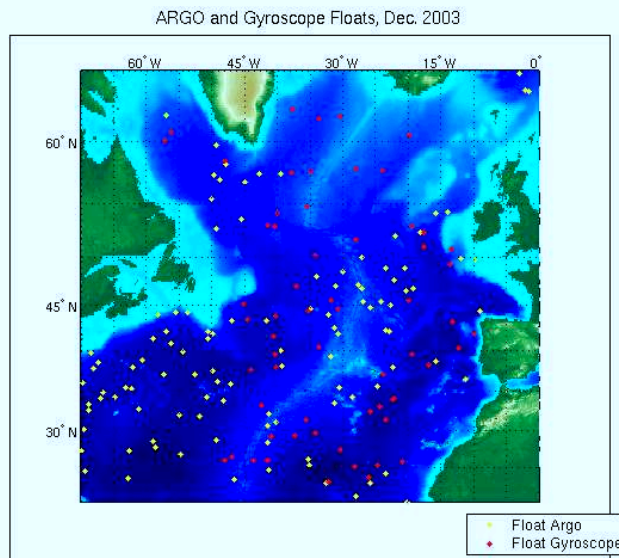 ARGO and Gyroscope Floats, Dec. 2003
60° W 45° W 30° W 15° W 0°
60° N
45° N
30° N
Float Argo
Float Gyroscope